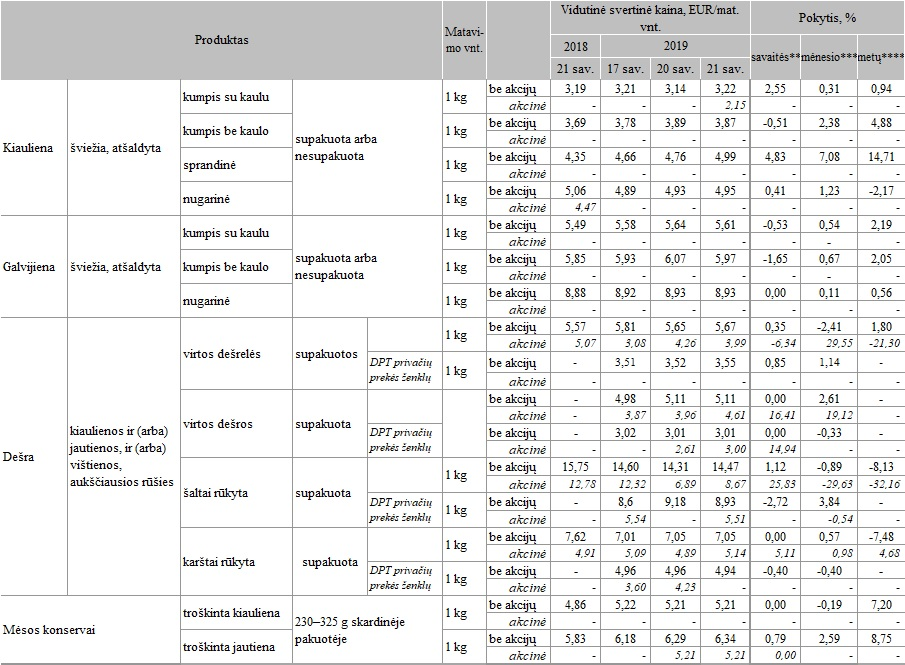 Produktas Matavi-mo vnt. Vidutinė svertinė kaina, EUR/mat. vnt. Pokytis, %
2018 2019 savaitės** mėnesio*** metų****
21 sav. 17 sav. 20 sav. 21 sav.
Kiauliena šviežia, atšaldyta kumpis su kaulu supakuota arba nesupakuota 1 kg be akcijų 3,19 3,21 3,14 3,22 2,55 0,31 0,94
akcinė - - - 2,15 - - -
kumpis be kaulo 1 kg be akcijų 3,69 3,78 3,89 3,87 -0,51 2,38 4,88
akcinė - - - - - - -
sprandinė 1 kg be akcijų 4,35 4,66 4,76 4,99 4,83 7,08 14,71
akcinė - - - - - - -
nugarinė 1 kg be akcijų 5,06 4,89 4,93 4,95 0,41 1,23 -2,17
akcinė 4,47 - - - - - -
Galvijiena šviežia, atšaldyta kumpis su kaulu supakuota arba nesupakuota 1 kg be akcijų 5,49 5,58 5,64 5,61 -0,53 0,54 2,19
akcinė - - - - - - -
kumpis be kaulo 1 kg be akcijų 5,85 5,93 6,07 5,97 -1,65 0,67 2,05
akcinė - - - - - - -
nugarinė 1 kg be akcijų 8,88 8,92 8,93 8,93 0,00 0,11 0,56
akcinė - - - - - - -
Dešra kiaulienos ir (arba) jautienos, ir (arba) vištienos, aukščiausios rūšies virtos dešrelės supakuotos 1 kg be akcijų 5,57 5,81 5,65 5,67 0,35 -2,41 1,80
akcinė 5,07 3,08 4,26 3,99 -6,34 29,55 -21,30
DPT privačių prekės ženklų 1 kg be akcijų - 3,51 3,52 3,55 0,85 1,14 -
akcinė - - - - - - -
virtos dešros supakuota be akcijų - 4,98 5,11 5,11 0,00 2,61 -
akcinė - 3,87 3,96 4,61 16,41 19,12 -
DPT privačių prekės ženklų be akcijų - 3,02 3,01 3,01 0,00 -0,33 -
akcinė - - 2,61 3,00 14,94 - -
šaltai rūkyta supakuota 1 kg be akcijų 15,75 14,60 14,31 14,47 1,12 -0,89 -8,13
akcinė 12,78 12,32 6,89 8,67 25,83 -29,63 -32,16
DPT privačių prekės ženklų 1 kg be akcijų - 8,6 9,18 8,93 -2,72 3,84 -
akcinė - 5,54 - 5,51 - -0,54 -
karštai rūkyta supakuota 1 kg be akcijų 7,62 7,01 7,05 7,05 0,00 0,57 -7,48
akcinė 4,91 5,09 4,89 5,14 5,11 0,98 4,68
DPT privačių prekės ženklų 1 kg be akcijų - 4,96 4,96 4,94 -0,40 -0,40 -
akcinė - 3,60 4,23 - - - -
Mėsos konservai troškinta kiauliena 230–325 g skardinėje pakuotėje 1 kg be akcijų 4,86 5,22 5,21 5,21 0,00 -0,19 7,20
akcinė - - - - - - -
troškinta jautiena 1 kg be akcijų 5,83 6,18 6,29 6,34 0,79 2,59 8,75
akcinė - - 5,21 5,21 0,00 - -